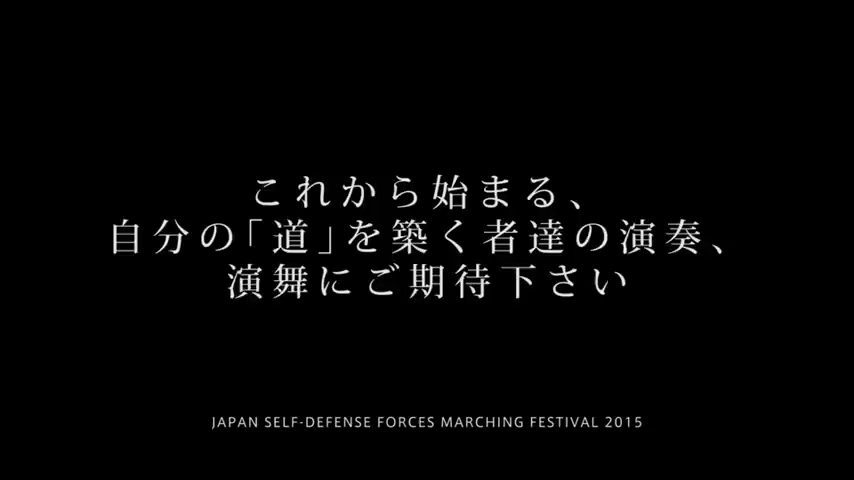 これから始まる、
自分の「道」を築く者達の演奏、
演舞にご期待下さい
JAPAN SELF-DEFENSE FORCES MARCHING FESTIVAL 2015